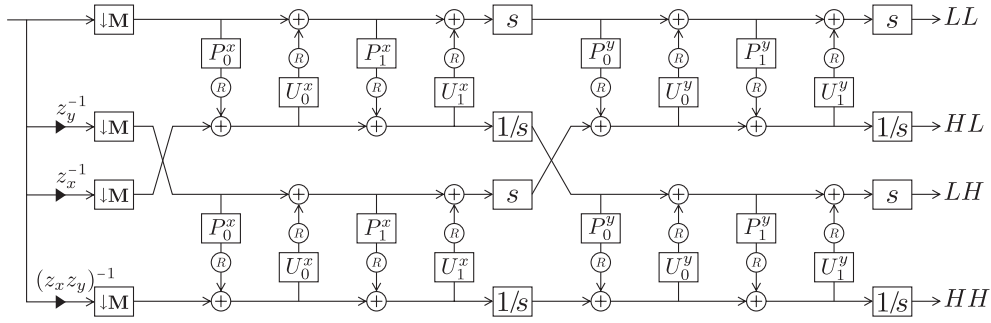 ↓M + + s + + s LL
P_0^x P_1^x P_0^y P_1^y
R R R R
R R R R
U_0^x U_1^x U_0^y U_1^y
z_y^{-1} ↓M + + 1/s + + 1/s HL
z_x^{-1} ↓M + + s + + s LH
P_0^x P_1^x P_0^y P_1^y
R R R R
R R R R
U_0^x U_1^x U_0^y U_1^y
(z_x z_y)^{-1} ↓M + + 1/s + + 1/s HH